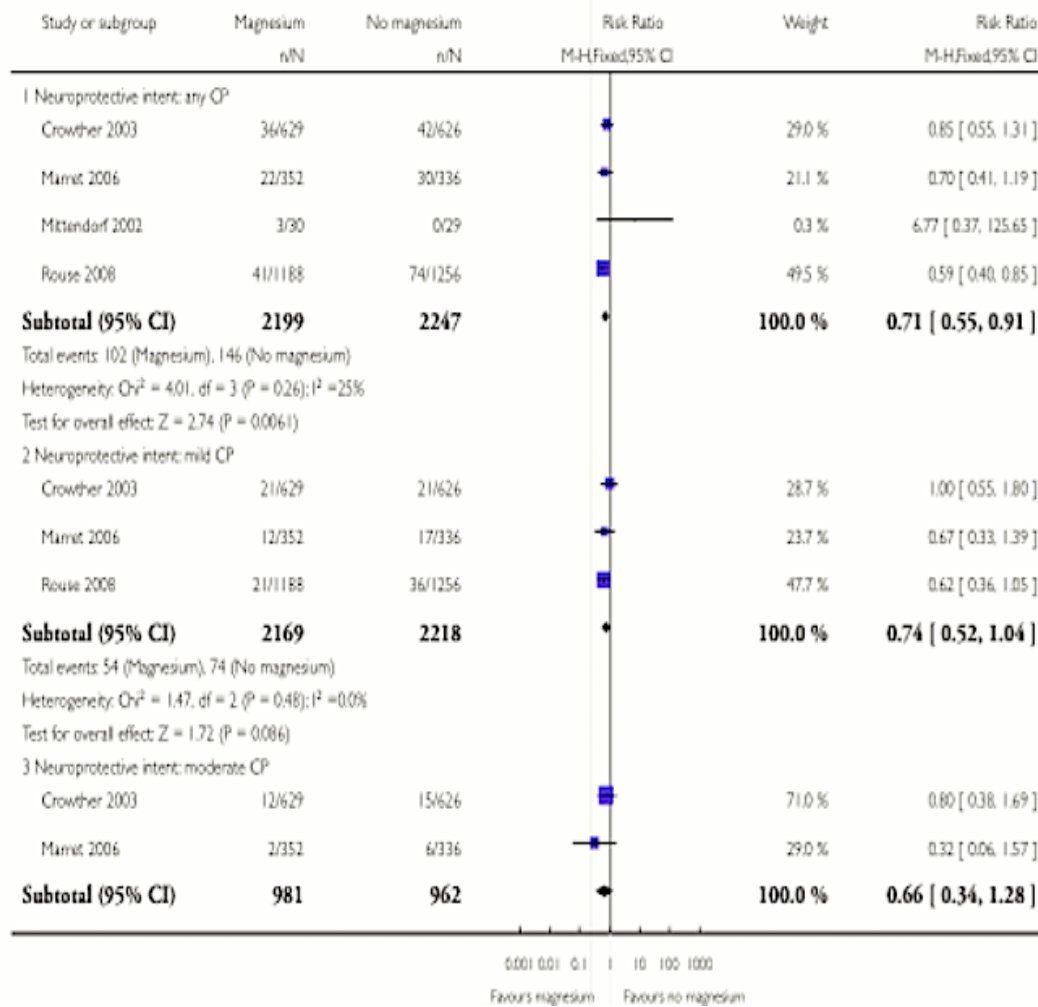 Study or subgroup Magnesium No magnesium Risk Ratio Weight Risk Ratio
n/N n/N M-H,Fixed,95% CI M-H,Fixed,95% CI
1 Neuroprotective intent: any CP
Crowther 2003 36/629 42/626 29.0 % 0.85 [ 0.55, 1.31 ]
Marret 2006 22/352 30/336 21.1 % 0.70 [ 0.41, 1.19 ]
Mittendorf 2002 3/30 0/29 0.3 % 6.77 [ 0.37, 125.65 ]
Rouse 2008 41/1188 74/1256 49.5 % 0.59 [ 0.40, 0.85 ]
Subtotal (95% CI) 2199 2247 100.0 % 0.71 [ 0.55, 0.91 ]
Total events: 102 (Magnesium), 146 (No magnesium)
Heterogeneity: Chi² = 4.01, df = 3 (P = 0.26); I² =25%
Test for overall effect: Z = 2.74 (P = 0.0061)
2 Neuroprotective intent: mild CP
Crowther 2003 21/629 21/626 28.7 % 1.00 [ 0.55, 1.80 ]
Marret 2006 12/352 17/336 23.7 % 0.67 [ 0.33, 1.39 ]
Rouse 2008 21/1188 36/1256 47.7 % 0.62 [ 0.36, 1.05 ]
Subtotal (95% CI) 2169 2218 100.0 % 0.74 [ 0.52, 1.04 ]
Total events: 54 (Magnesium), 74 (No magnesium)
Heterogeneity: Chi² = 1.47, df = 2 (P = 0.48); I² =0.0%
Test for overall effect: Z = 1.72 (P = 0.086)
3 Neuroprotective intent: moderate CP
Crowther 2003 12/629 15/626 71.0 % 0.80 [ 0.38, 1.69 ]
Marret 2006 2/352 6/336 29.0 % 0.32 [ 0.06, 1.57 ]
Subtotal (95% CI) 981 962 100.0 % 0.66 [ 0.34, 1.28 ]
0.001 0.01 0.1 1 10 100 1000
Favours magnesium Favours no magnesium